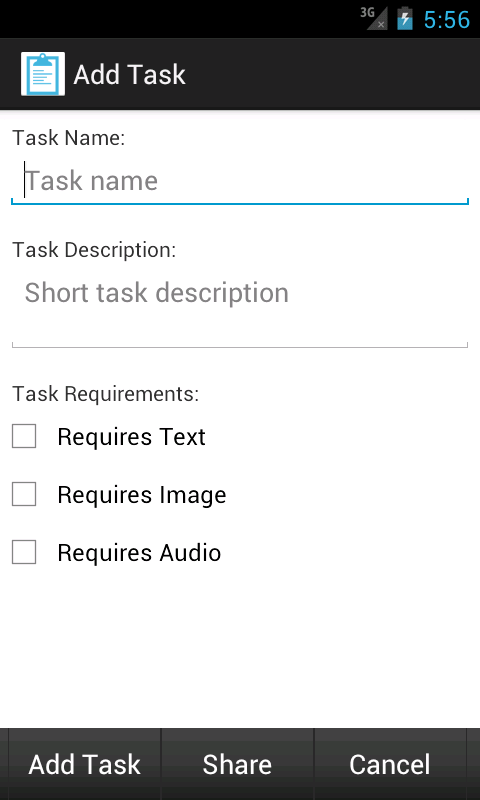 3G 5:56
Add Task
Task Name:
Task name
Task Description:
Short task description
Task Requirements:
Requires Text
Requires Image
Requires Audio
Add Task Share Cancel